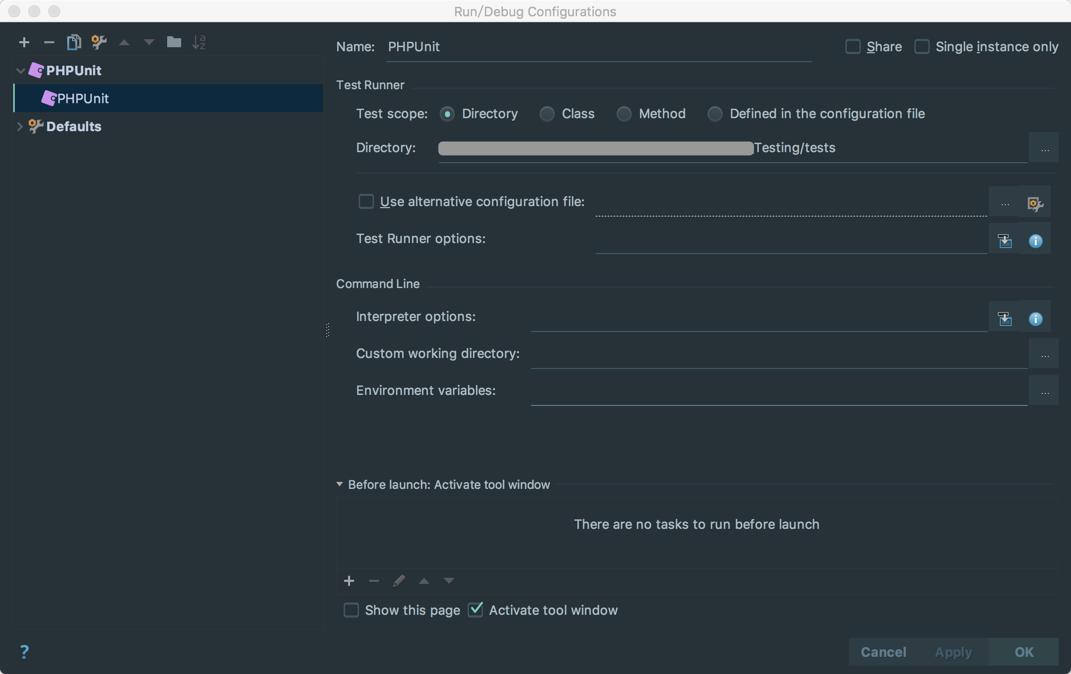 Run/Debug Configurations
PHPUnit
PHPUnit
Defaults
Name: PHPUnit
Share
Single instance only
Test Runner
Test scope: Directory Class Method Defined in the configuration file
Directory: Testing/tests ...
Use alternative configuration file: ...
Test Runner options:
Command Line
Interpreter options:
Custom working directory: ...
Environment variables: ...
Before launch: Activate tool window
There are no tasks to run before launch
Show this page Activate tool window
? Cancel Apply OK